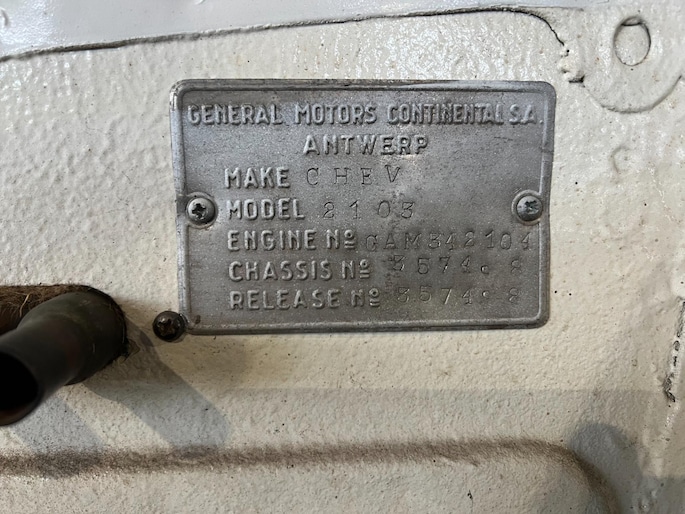 GENERAL MOTORS CONTINENTAL S.A.
ANTWERP
MAKE CHEV
MODEL 2103
ENGINE Nº GAM342104
CHASSIS Nº
RELEASE Nº